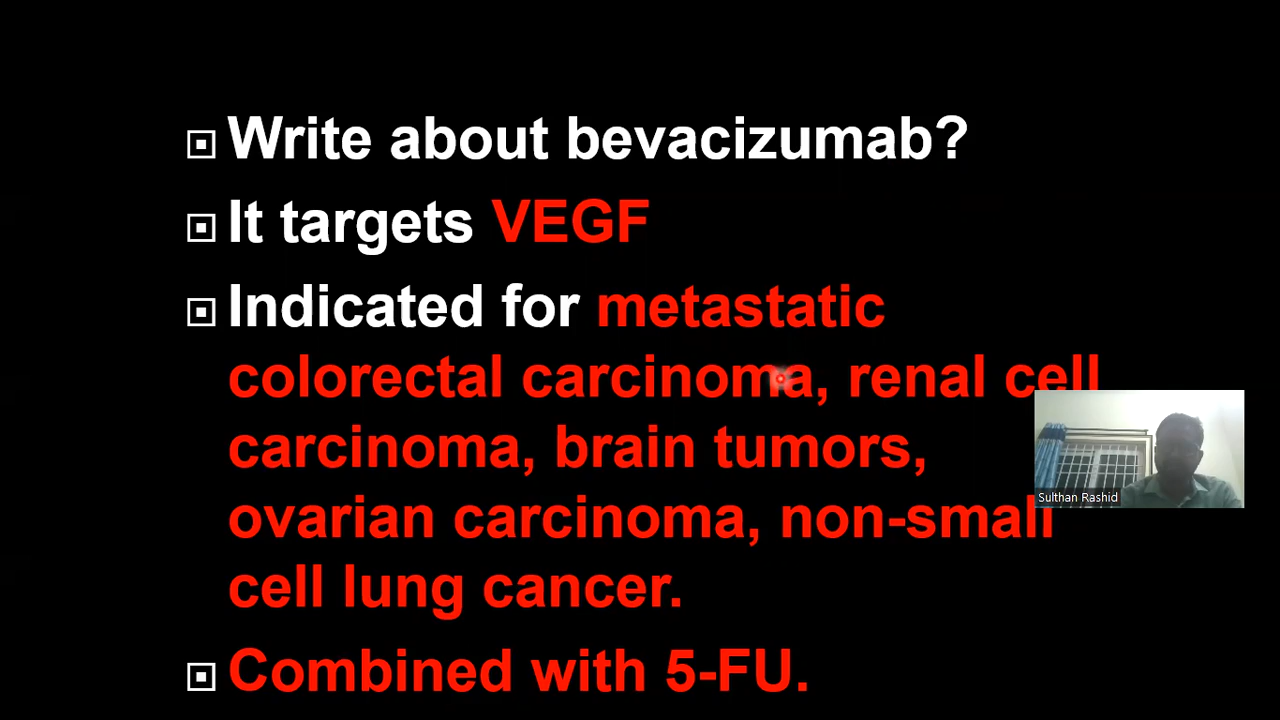 Write about bevacizumab?
It targets VEGF
Indicated for metastatic
colorectal carcinoma, renal cell
carcinoma, brain tumors,
ovarian carcinoma, non-small
cell lung cancer.
Combined with 5-FU.
Sulthan Rashid